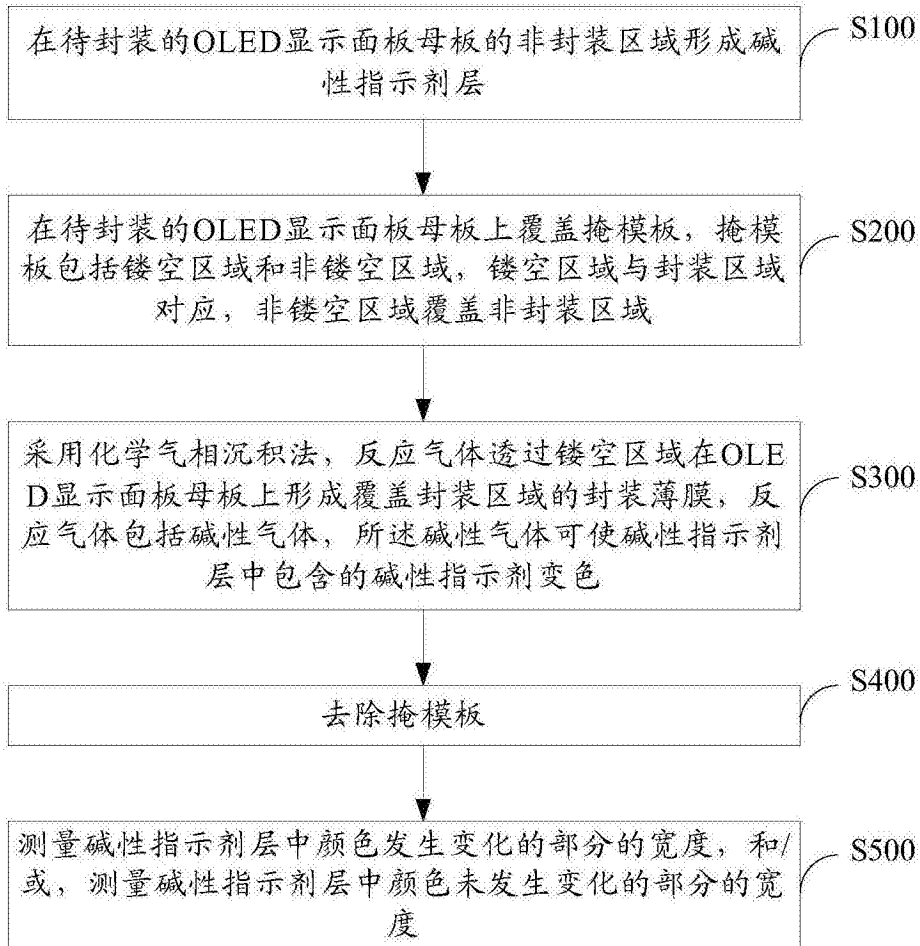 在待封装的OLED显示面板母板的非封装区域形成碱
性指示剂层
S100
在待封装的OLED显示面板母板上覆盖掩模板，掩模
板包括镂空区域和非镂空区域，镂空区域与封装区域
对应，非镂空区域覆盖非封装区域
S200
采用化学气相沉积法，反应气体透过镂空区域在OLE
D显示面板母板上形成覆盖封装区域的封装薄膜，反
应气体包括碱性气体，所述碱性气体可使碱性指示剂
层中包含的碱性指示剂变色
S300
去除掩模板
S400
测量碱性指示剂层中颜色发生变化的部分的宽度，和/
或，测量碱性指示剂层中颜色未发生变化的部分的宽
度
S500